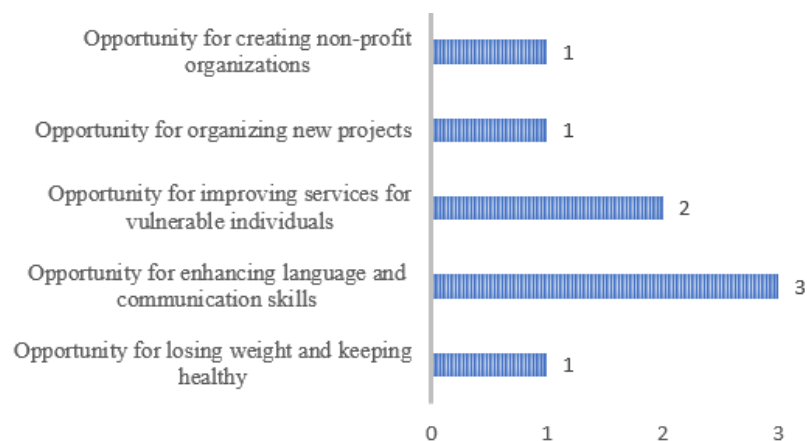 Opportunity for creating non-profit
organizations
1
Opportunity for organizing new projects
1
Opportunity for improving services for
vulnerable individuals
2
Opportunity for enhancing language and
communication skills
3
Opportunity for losing weight and keeping
healthy
1
0 1 2 3